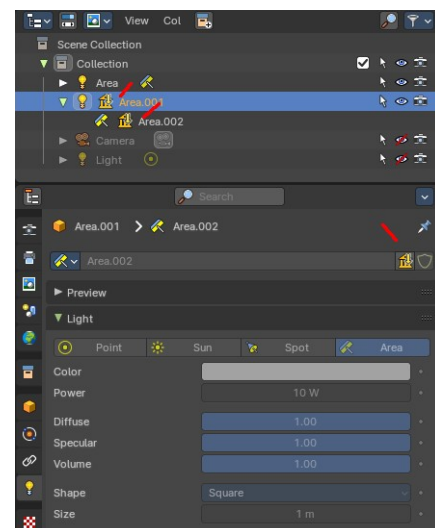 View Col
Scene Collection
Collection
Area
Area.001
Area.002
Camera
Light
Search
Area.001 > Area.002
Area.002
Preview
Light
Point Sun Spot Area
Color
Power 10 W
Diffuse 1.00
Specular 1.00
Volume 1.00
Shape Square
Size 1 m